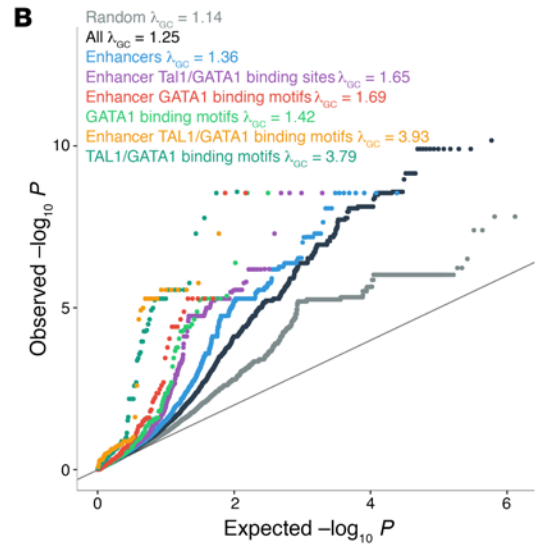 B
Random λGC = 1.14
All λGC = 1.25
Enhancers λGC = 1.36
Enhancer Tal1/GATA1 binding sites λGC = 1.65
Enhancer GATA1 binding motifs λGC = 1.69
GATA1 binding motifs λGC = 1.42
Enhancer TAL1/GATA1 binding motifs λGC = 3.93
TAL1/GATA1 binding motifs λGC = 3.79
10
5
0
Observed –log10 P
0 2 4 6
Expected –log10 P